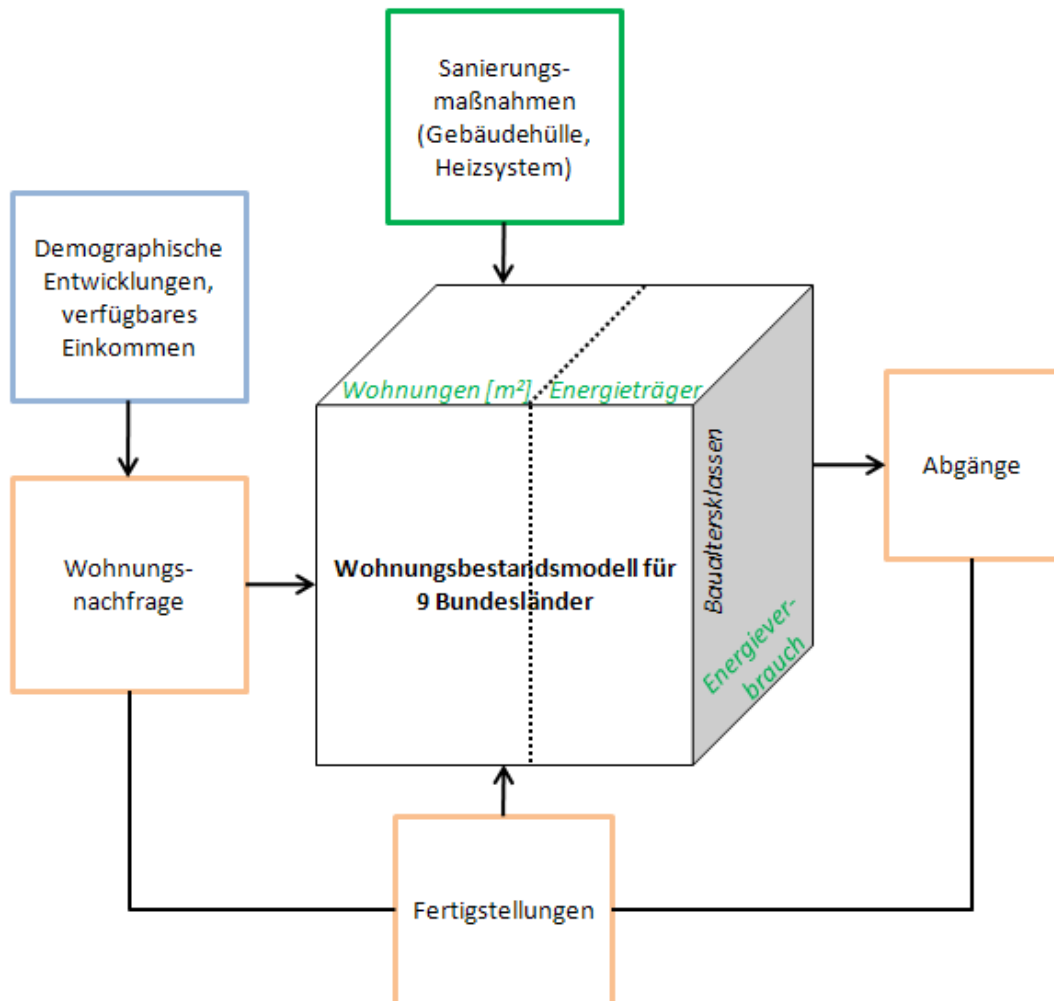 Sanierungs-
maßnahmen
(Gebäudehülle,
Heizsystem)
Demographische
Entwicklungen,
verfügbares
Einkommen
Wohnungen [m²]
Energieträger
Baualtersklassen
Energiever-
brauch
Abgänge
Wohnungs-
nachfrage
Wohnungsbestandsmodell für
9 Bundesländer
Fertigstellungen